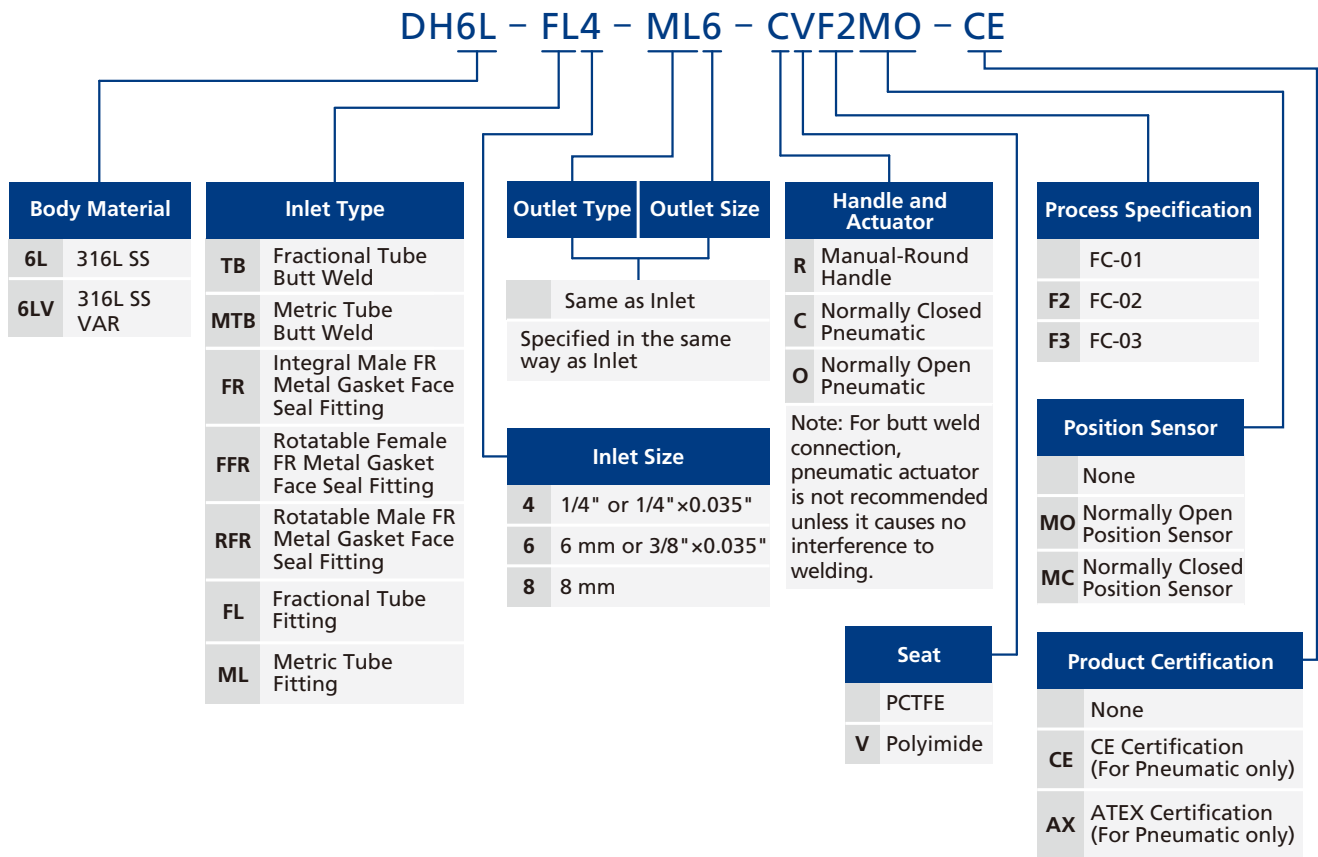 DH6L – FL4 – ML6 – CVF2MO – CE
Body Material
6L 316L SS
6LV 316L SS
VAR
Inlet Type
TB Fractional Tube
Butt Weld
MTB Metric Tube
Butt Weld
FR Integral Male FR
Metal Gasket Face
Seal Fitting
FFR Rotatable Female
FR Metal Gasket
Face Seal Fitting
RFR Rotatable Male FR
Metal Gasket Face
Seal Fitting
FL Fractional Tube
Fitting
ML Metric Tube
Fitting
Outlet Type Outlet Size
Same as Inlet
Specified in the same
way as Inlet
Inlet Size
4 1/4" or 1/4"×0.035"
6 6 mm or 3/8"×0.035"
8 8 mm
Handle and
Actuator
R Manual-Round
Handle
C Normally Closed
Pneumatic
O Normally Open
Pneumatic
Note: For butt weld
connection,
pneumatic actuator
is not recommended
unless it causes no
interference to
welding.
Seat
PCTFE
V Polyimide
Process Specification
FC-01
F2 FC-02
F3 FC-03
Position Sensor
None
MO Normally Open
Position Sensor
MC Normally Closed
Position Sensor
Product Certification
None
CE CE Certification
(For Pneumatic only)
AX ATEX Certification
(For Pneumatic only)